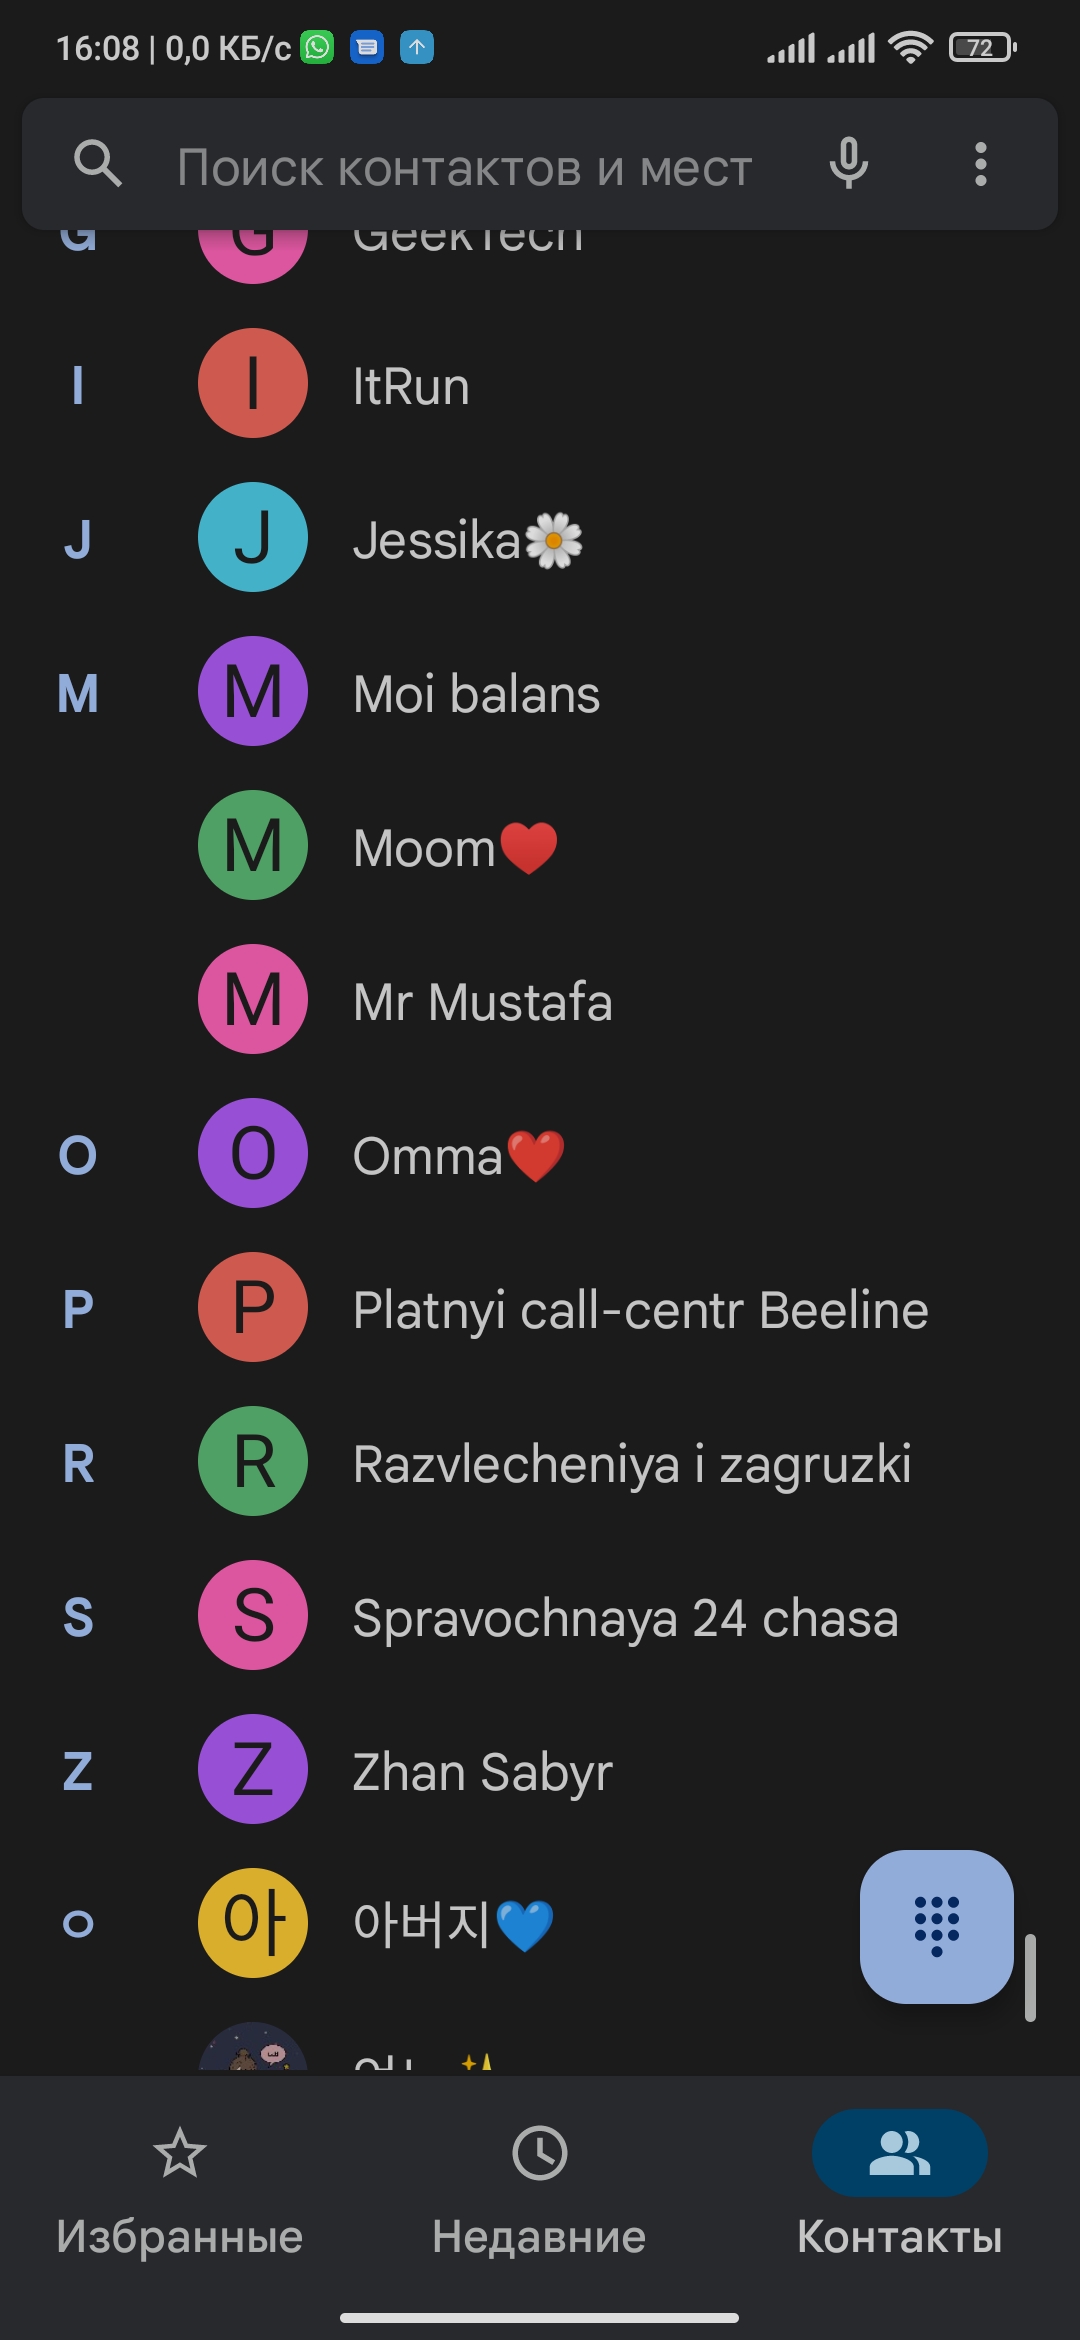 16:08 | 0,0 КБ/с 72
Поиск контактов и мест
G G GeekTech
I I ItRun
J J Jessika🌼
M M Moi balans
M Moom♥️
M Mr Mustafa
O O Omma❤️
P P Platnyi call-centr Beeline
R R Razvlecheniya i zagruzki
S S Spravochnaya 24 chasa
Z Z Zhan Sabyr
ㅇ 아 아버지💙
Избранные Недавние Контакты